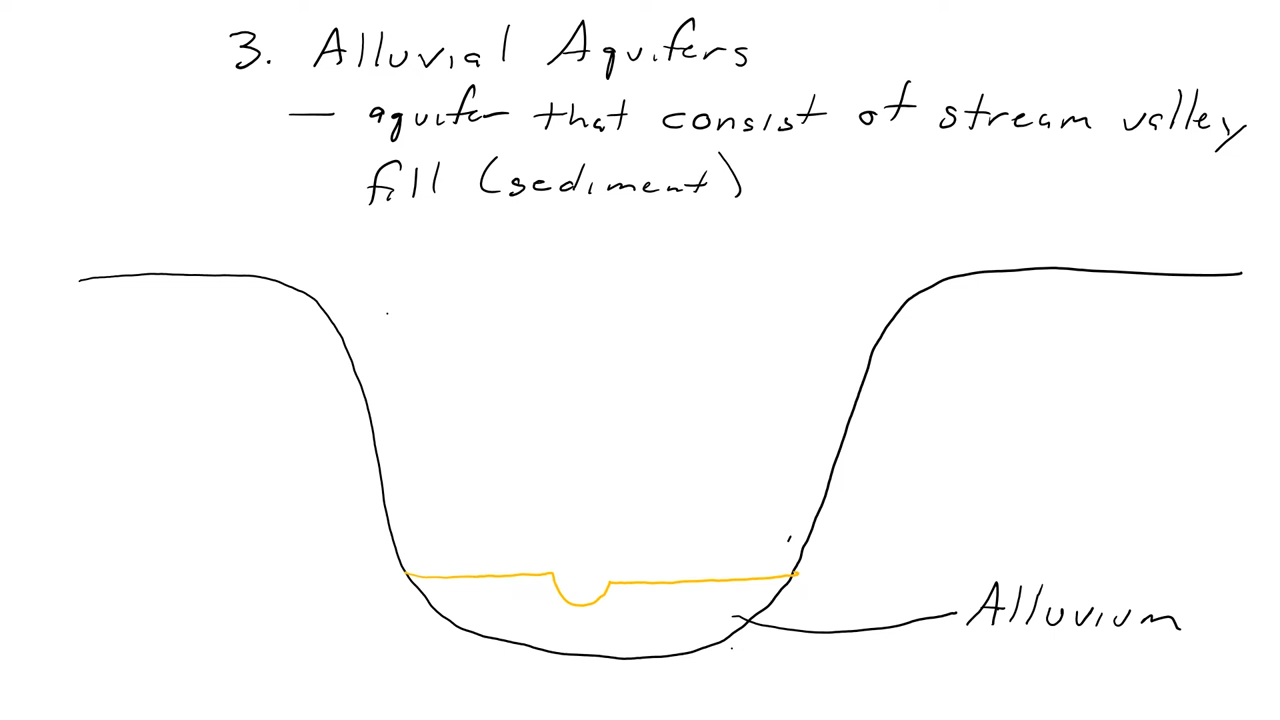 3. Alluvial Aquifers
— aquifer that consist of stream valley
fill (sediment)
Alluvium